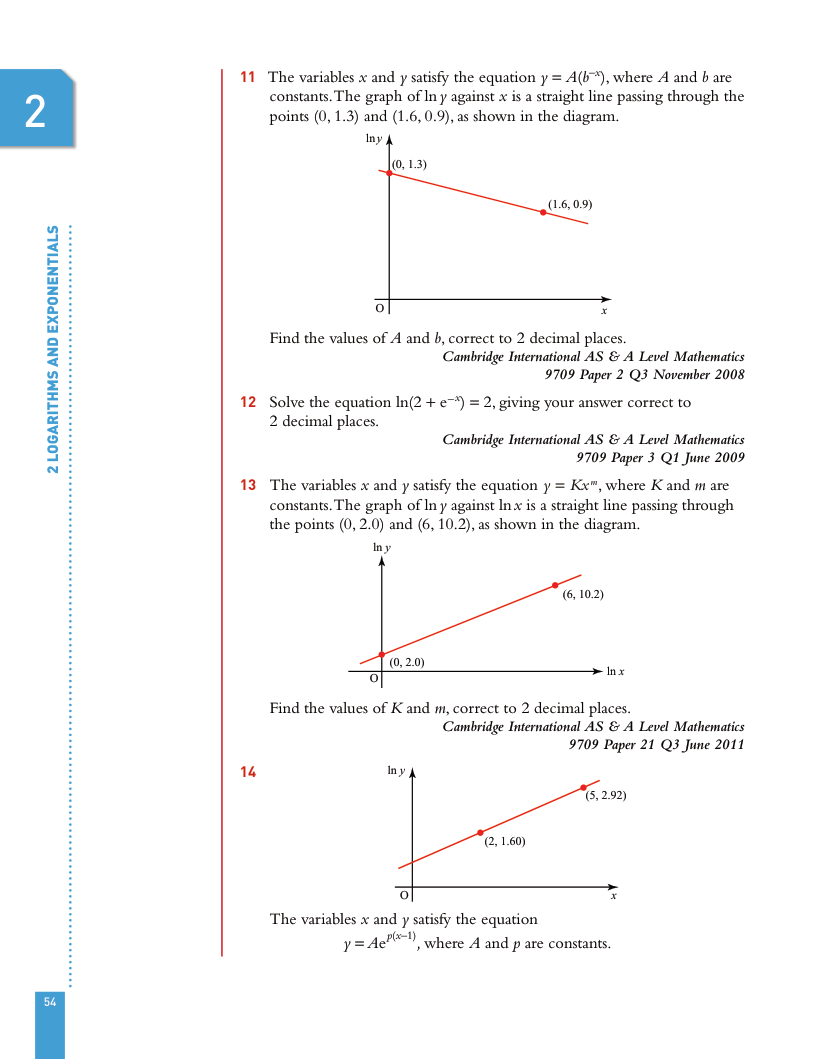 2
2 LOGARITHMS AND EXPONENTIALS
11 The variables x and y satisfy the equation y = A(b⁻ˣ), where A and b are
constants. The graph of ln y against x is a straight line passing through the
points (0, 1.3) and (1.6, 0.9), as shown in the diagram.
ln y
(0, 1.3)
(1.6, 0.9)
O
x
Find the values of A and b, correct to 2 decimal places.
Cambridge International AS & A Level Mathematics
9709 Paper 2 Q3 November 2008
12 Solve the equation ln(2 + e⁻ˣ) = 2, giving your answer correct to
2 decimal places.
Cambridge International AS & A Level Mathematics
9709 Paper 3 Q1 June 2009
13 The variables x and y satisfy the equation y = Kxᵐ, where K and m are
constants. The graph of ln y against ln x is a straight line passing through
the points (0, 2.0) and (6, 10.2), as shown in the diagram.
ln y
(6, 10.2)
(0, 2.0)
O
ln x
Find the values of K and m, correct to 2 decimal places.
Cambridge International AS & A Level Mathematics
9709 Paper 21 Q3 June 2011
14
ln y
(5, 2.92)
(2, 1.60)
O
x
The variables x and y satisfy the equation
y = Ae^p(x–1), where A and p are constants.
54